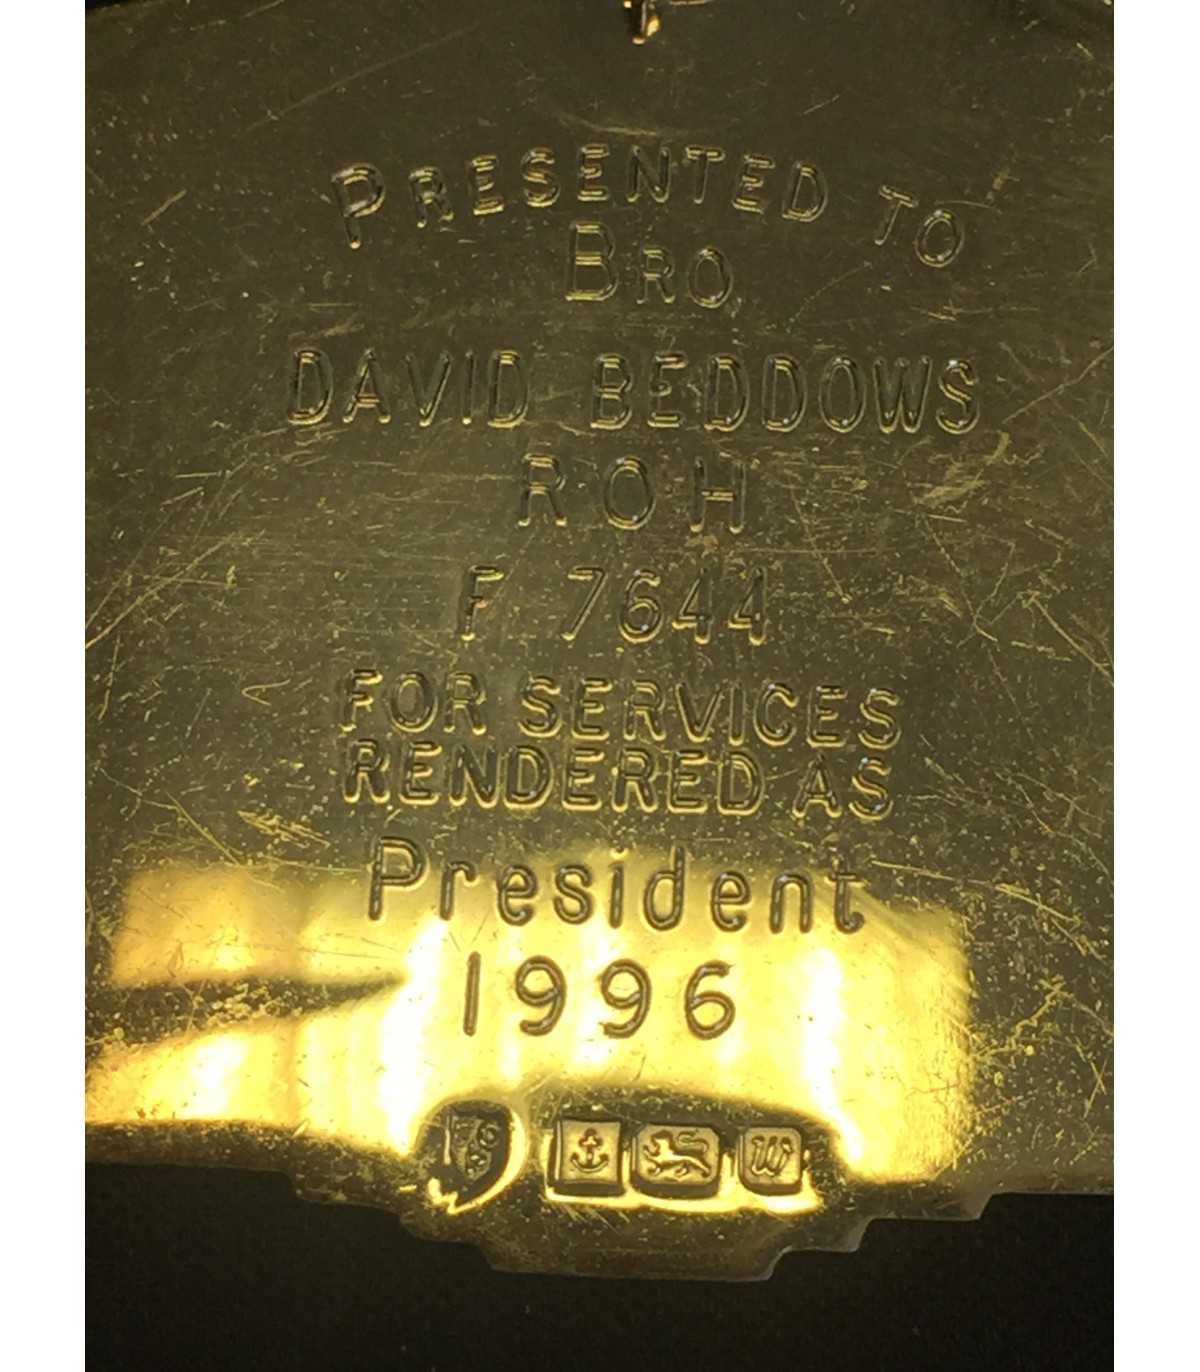 PRESENTED TO
BRO
DAVID BEDDOWS
R O H
F 7644
FOR SERVICES
RENDERED AS
President
1996
W